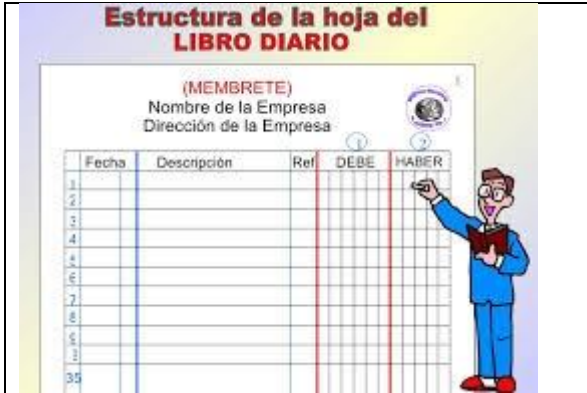 Estructura de la hoja del
LIBRO DIARIO
(MEMBRETE)
Nombre de la Empresa
Dirección de la Empresa
1 2
Fecha Descripción Ref DEBE HABER
1
2
3
4
6
7
8
35